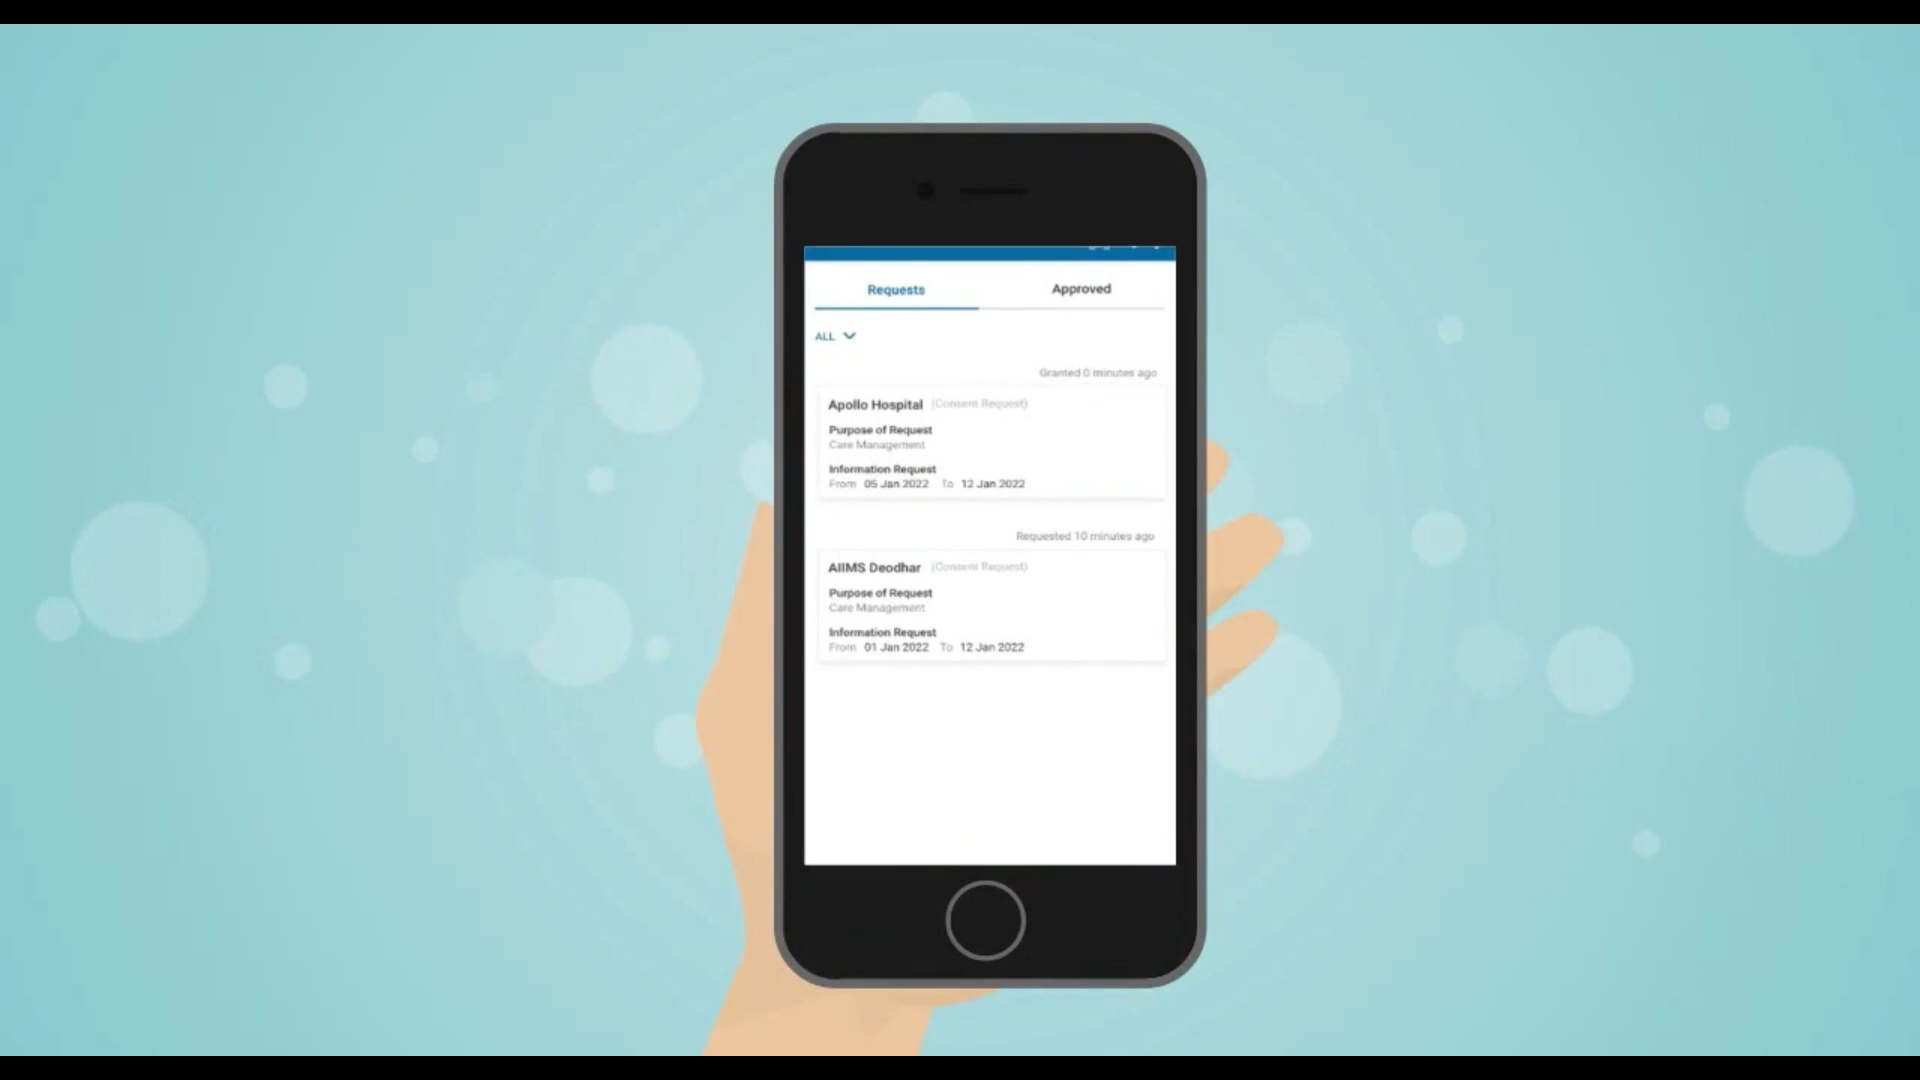 Requests Approved
ALL
Granted 0 minutes ago
Apollo Hospital (Consent Request)
Purpose of Request
Care Management
Information Request
From 05 Jan 2022 To 12 Jan 2022
Requested 10 minutes ago
AIIMS Deodhar (Consent Request)
Purpose of Request
Care Management
Information Request
From 01 Jan 2022 To 12 Jan 2022